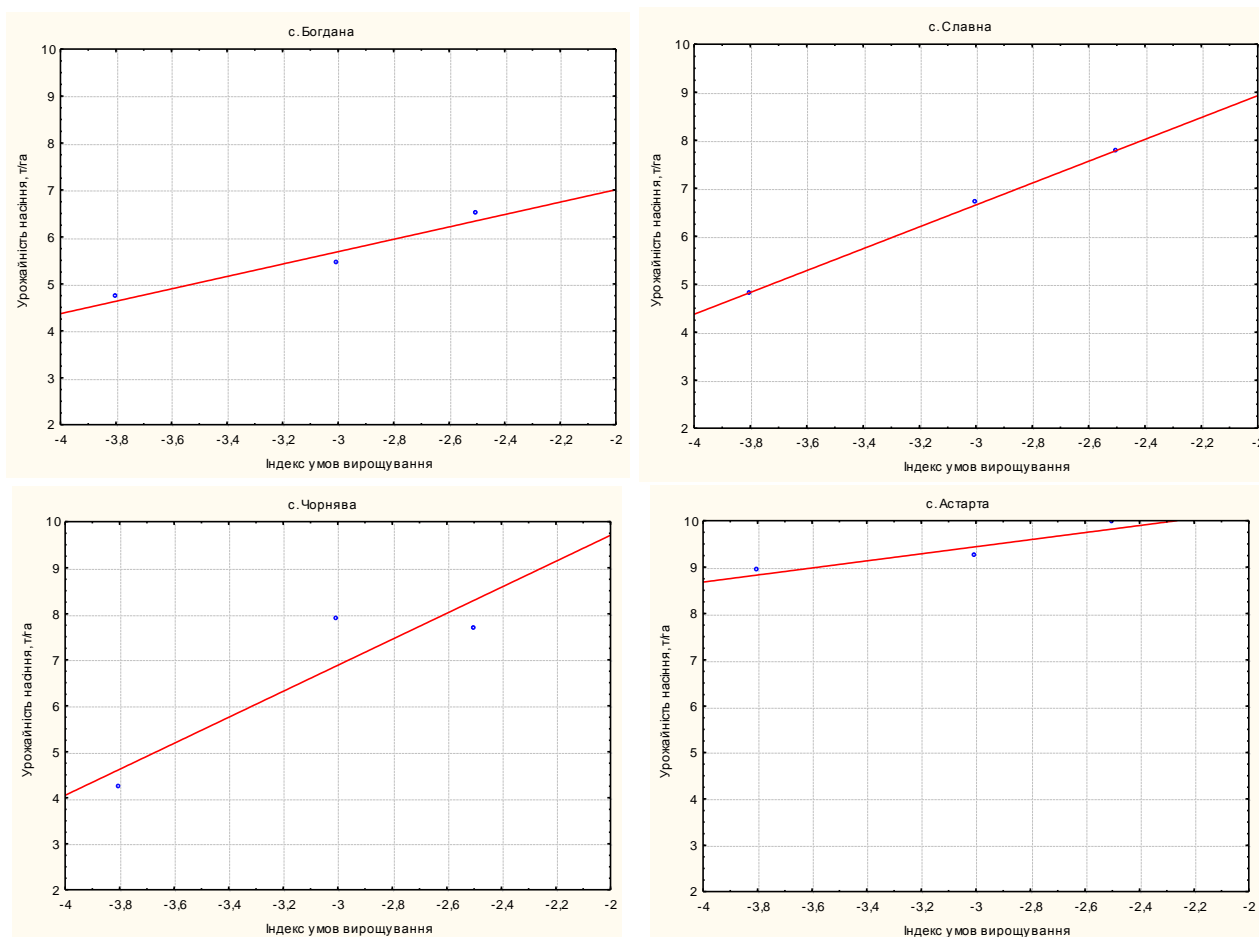 с. Богдана
Урожайність насіння, т/га
10
9
8
7
6
5
4
3
2
-4 -3,8 -3,6 -3,4 -3,2 -3 -2,8 -2,6 -2,4 -2,2 -2
Індекс умов вирощування
с. Славна
Урожайність насіння, т/га
10
9
8
7
6
5
4
3
2
-4 -3,8 -3,6 -3,4 -3,2 -3 -2,8 -2,6 -2,4 -2,2 -2
Індекс умов вирощування
с. Чорнява
Урожайність насіння, т/га
10
9
8
7
6
5
4
3
2
-4 -3,8 -3,6 -3,4 -3,2 -3 -2,8 -2,6 -2,4 -2,2 -2
Індекс умов вирощування
с. Астарта
Урожайність насіння, т/га
10
9
8
7
6
5
4
3
2
-4 -3,8 -3,6 -3,4 -3,2 -3 -2,8 -2,6 -2,4 -2,2 -2
Індекс умов вирощування